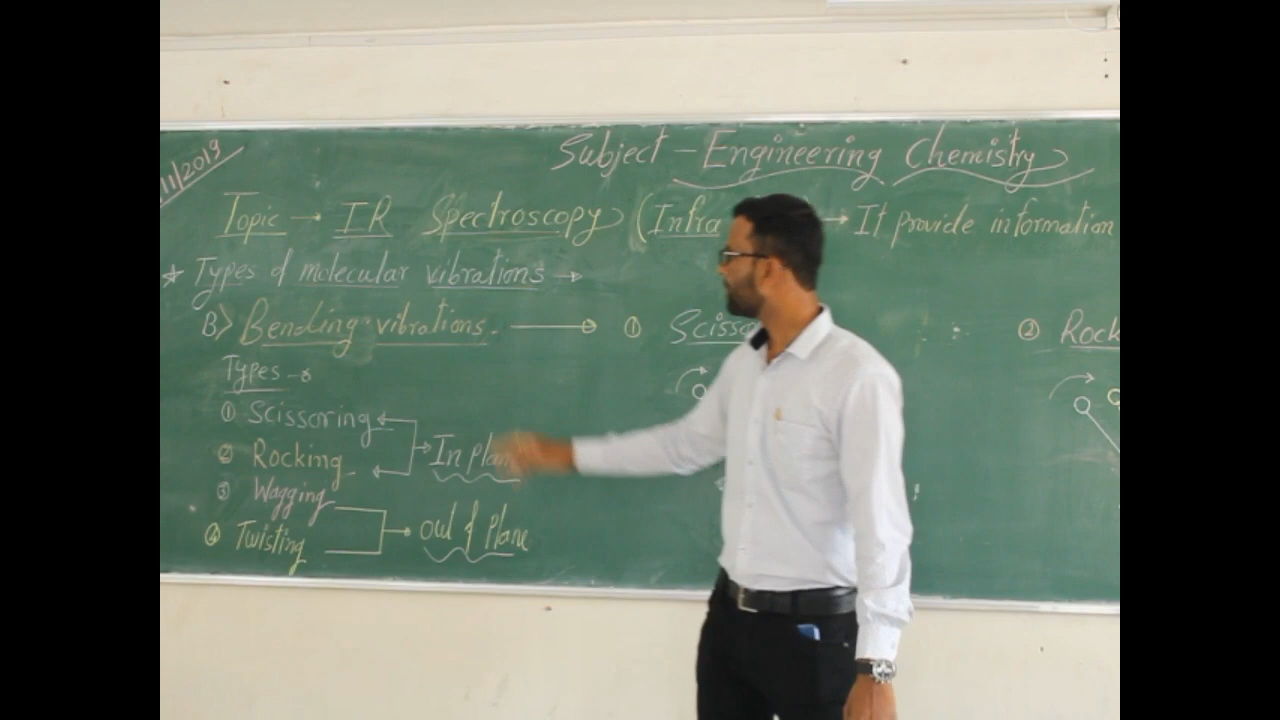 11/2019
Subject - Engineering Chemistry
Topic → IR Spectroscopy (Infra → It provide information
* Types of molecular vibrations →
B) Bending vibrations. → ① Scisso ② Rock
Types →
① Scissoring
② Rocking
In plan
③ Wagging
④ Twisting
out of plane